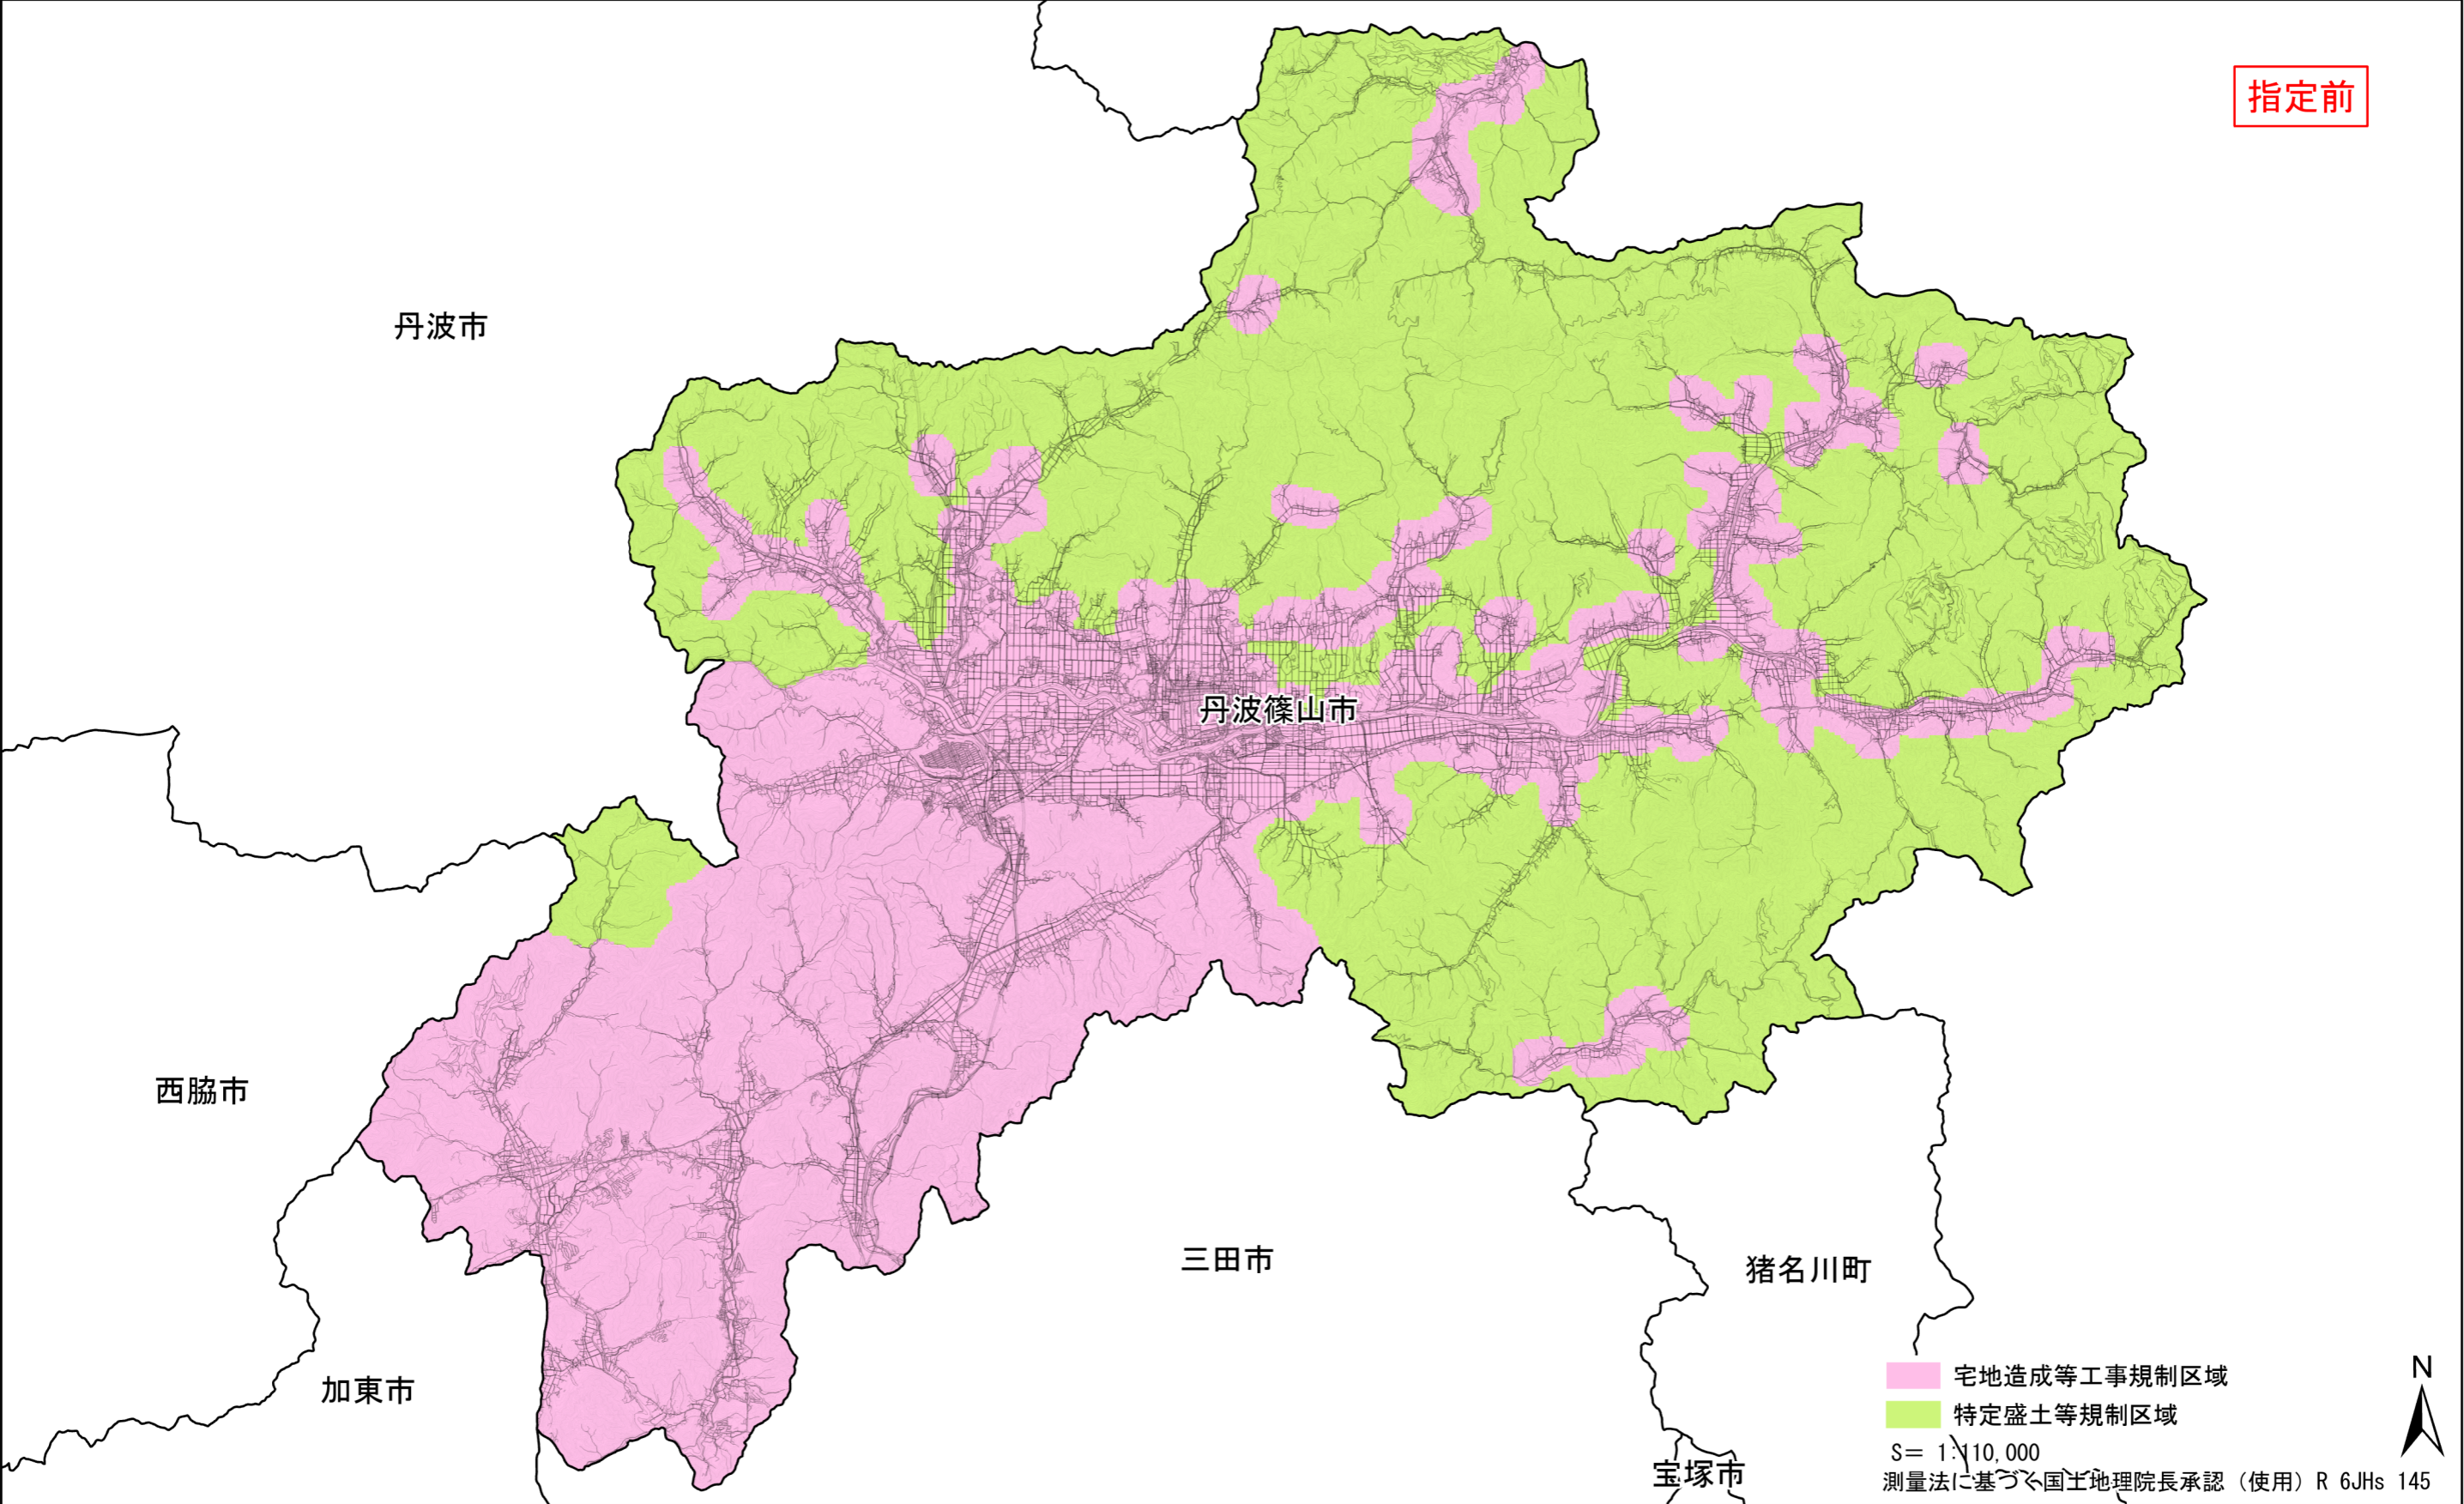 指定前
丹波市
丹波篠山市
西脇市
三田市
猪名川町
加東市
宝塚市
N
宅地造成等工事規制区域
特定盛土等規制区域
S= 1:110,000
測量法に基づく国土地理院長承認（使用）R 6JHs 145